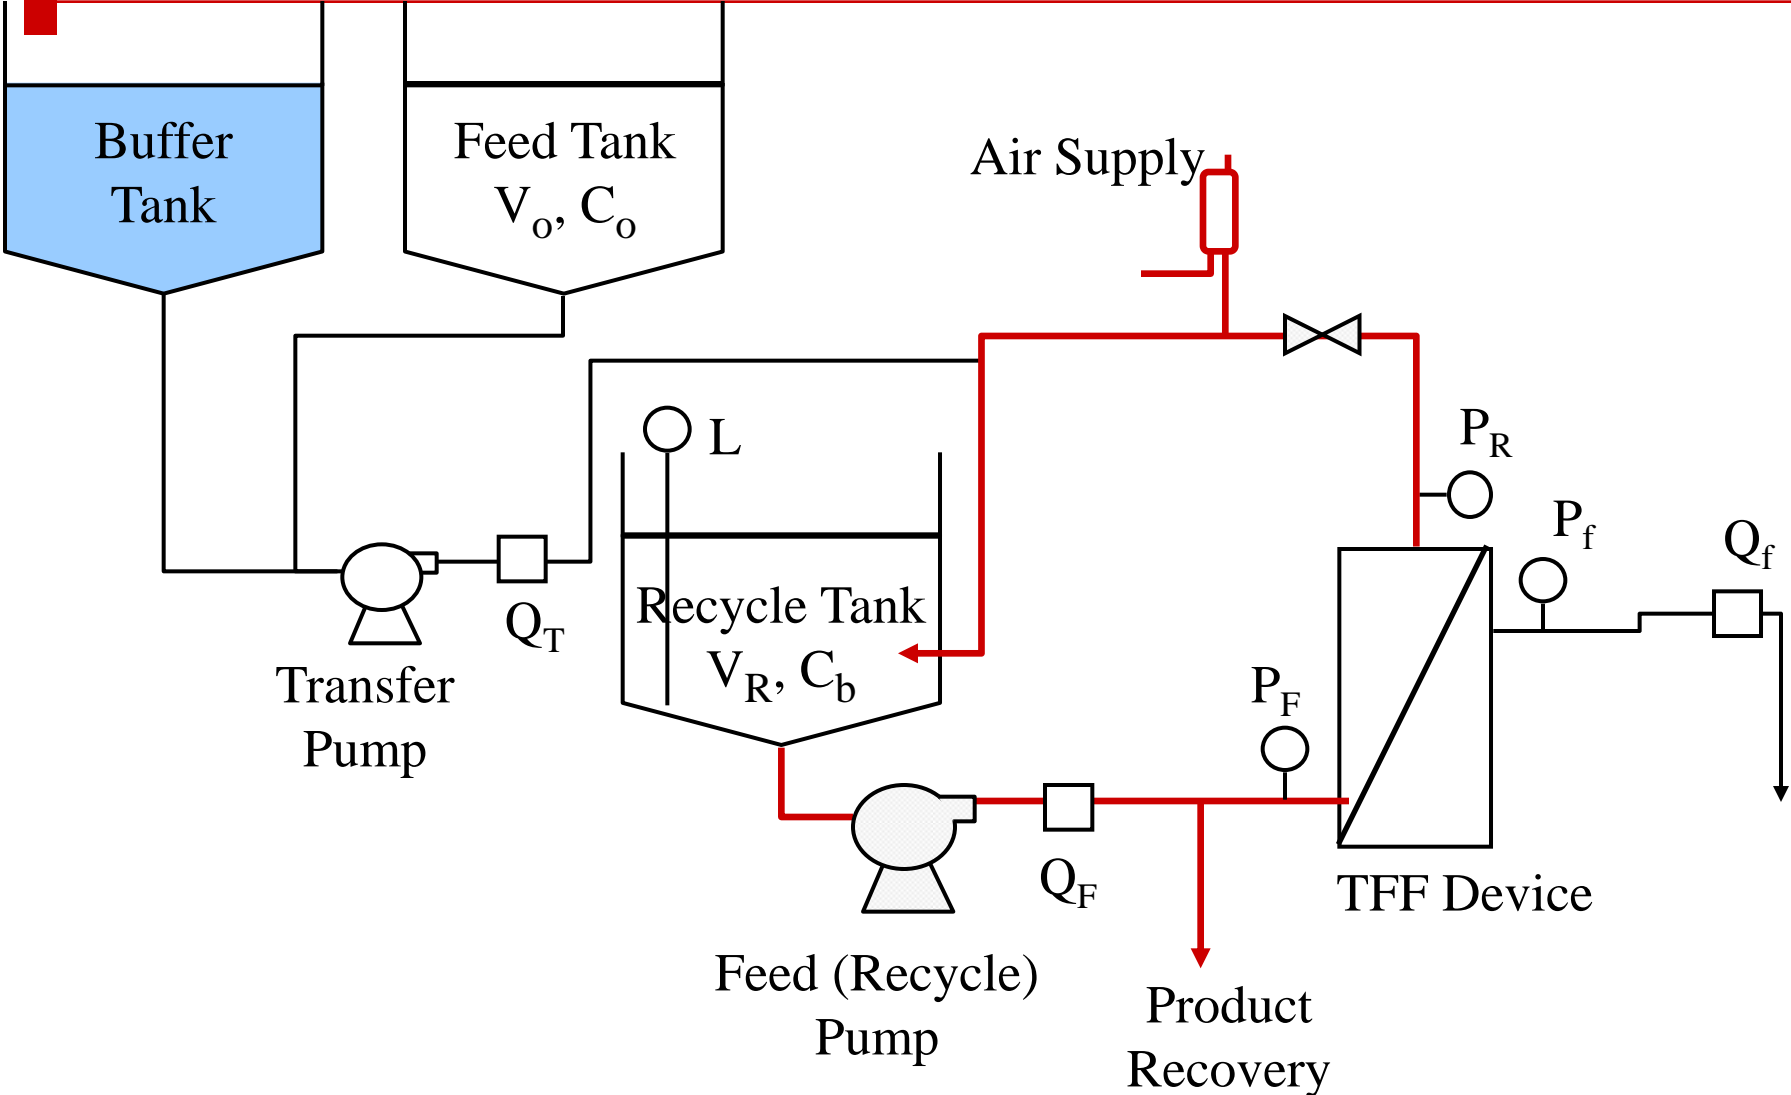 Buffer
Tank
Feed Tank
Vo, Co
Air Supply
L
PR
Pf
Qf
QT
Recycle Tank
VR, Cb
Transfer
Pump
PF
QF
TFF Device
Feed (Recycle)
Pump
Product
Recovery